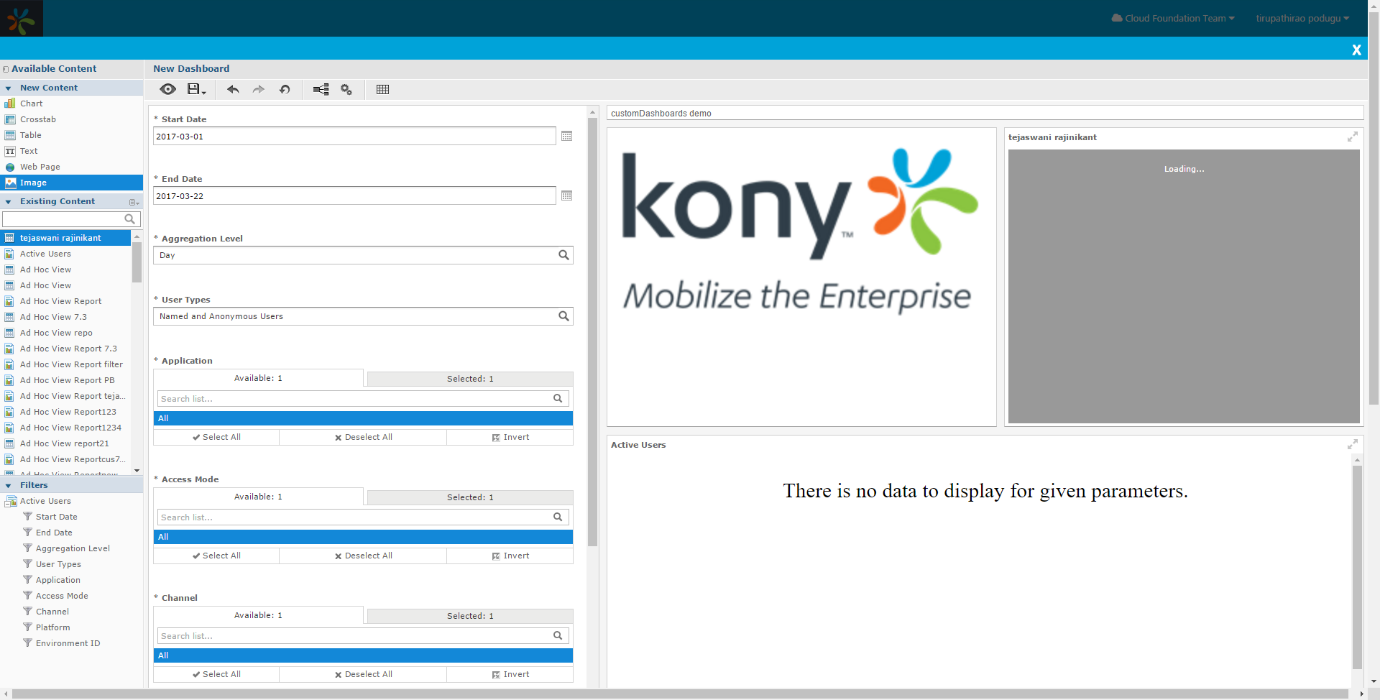 Cloud Foundation Team
tirupathirao podugu
X
Available Content
New Dashboard
New Content
Chart
Crosstab
Table
Text
Web Page
Image
Existing Content
tejaswani rajinikant
Active Users
Ad Hoc View
Ad Hoc View
Ad Hoc View Report
Ad Hoc View 7.3
Ad Hoc View repo
Ad Hoc View Report 7.3
Ad Hoc View Report filter
Ad Hoc View Report PB
Ad Hoc View Report teja...
Ad Hoc View Report123
Ad Hoc View Report1234
Ad Hoc View report21
Ad Hoc View Reportcus7...
Ad Hoc View Reportnew
Filters
Active Users
Start Date
End Date
Aggregation Level
User Types
Application
Access Mode
Channel
Platform
Environment ID
* Start Date
2017-03-01
* End Date
2017-03-22
* Aggregation Level
Day
* User Types
Named and Anonymous Users
* Application
Available: 1
Selected: 1
Search list...
All
Select All
Deselect All
Invert
* Access Mode
Available: 1
Selected: 1
Search list...
All
Select All
Deselect All
Invert
* Channel
Available: 1
Selected: 1
Search list...
All
Select All
Deselect All
Invert
customDashboards demo
kony™
Mobilize the Enterprise
tejaswani rajinikant
Loading...
Active Users
There is no data to display for given parameters.